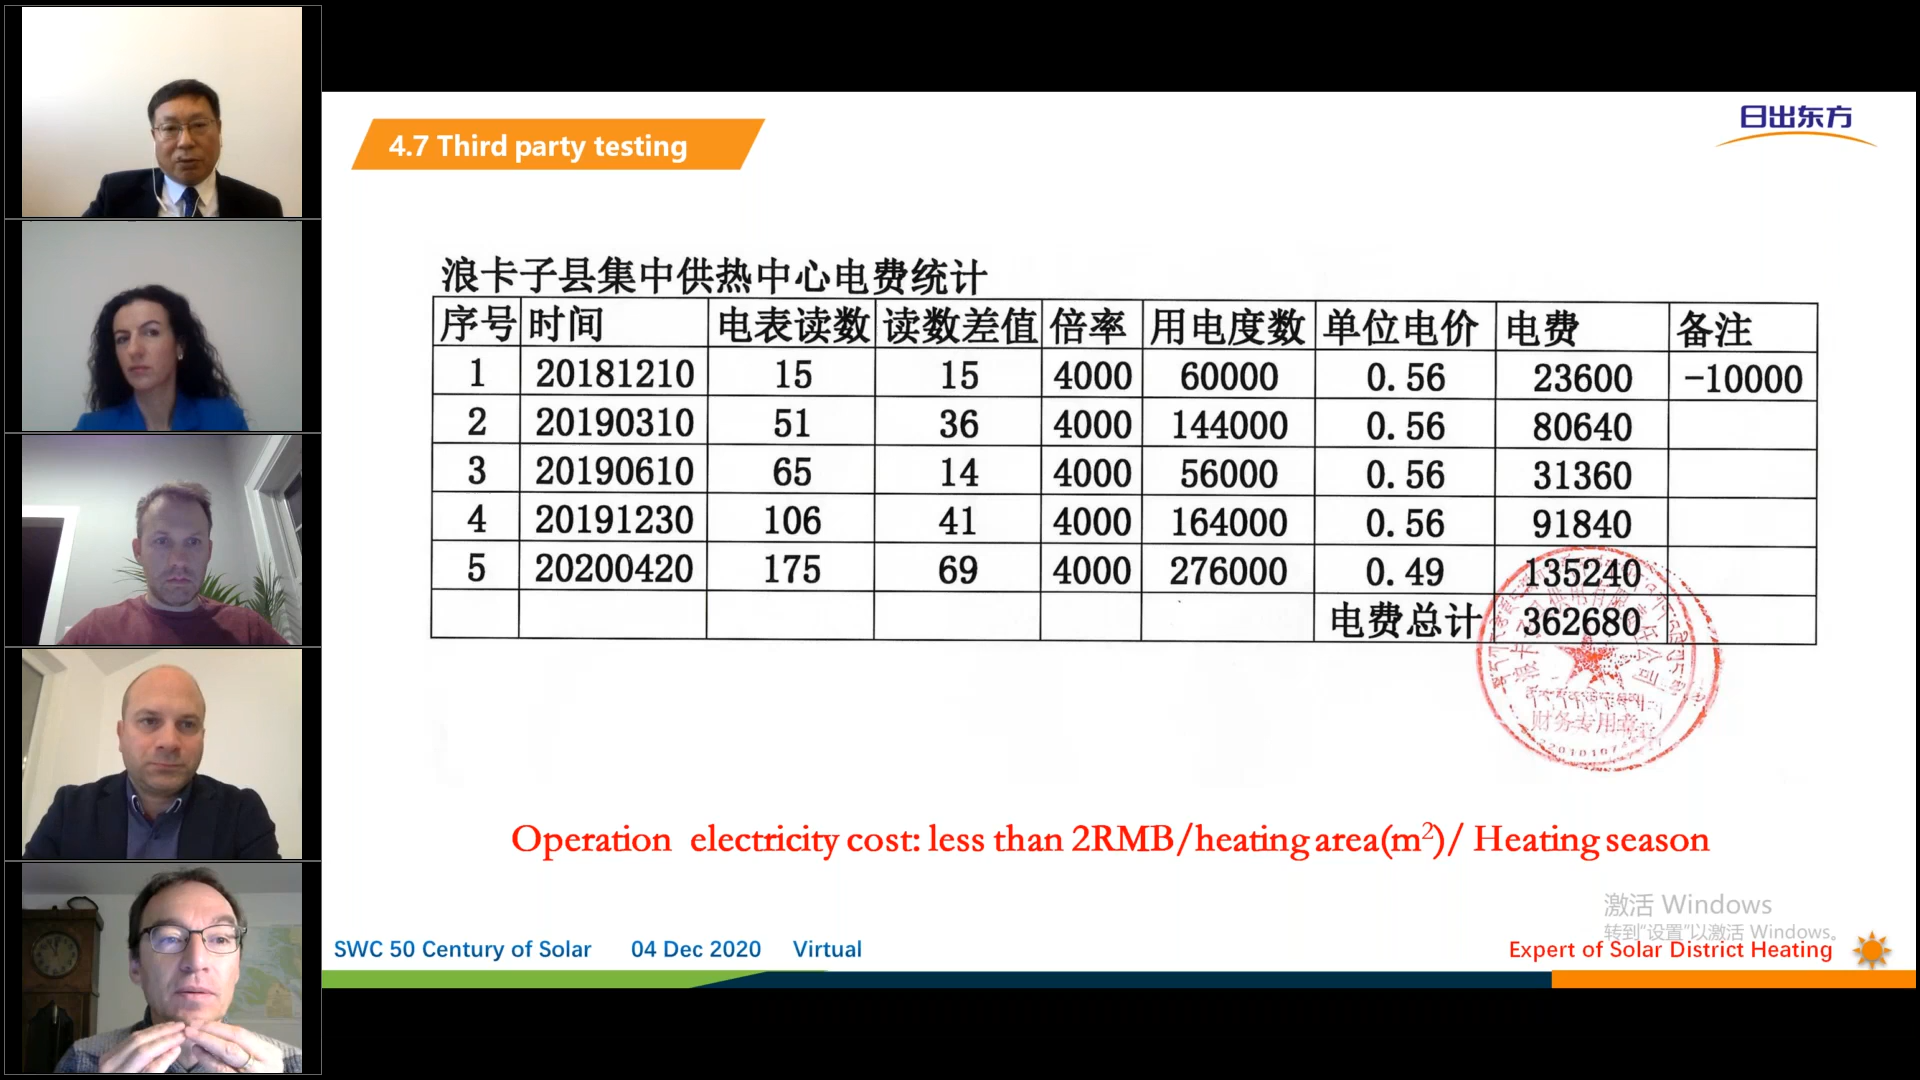 4.7 Third party testing
日出东方
浪卡子县集中供热中心电费统计
序号 时间 电表读数 读数差值 倍率 用电度数 单位电价 电费 备注
1 20181210 15 15 4000 60000 0.56 23600 -10000
2 20190310 51 36 4000 144000 0.56 80640
3 20190610 65 14 4000 56000 0.56 31360
4 20191230 106 41 4000 164000 0.56 91840
5 20200420 175 69 4000 276000 0.49 135240
电费总计 362680
财务专用章
Operation electricity cost: less than 2RMB/heating area(m²)/ Heating season
激活 Windows
转到“设置”以激活 Windows。
SWC 50 Century of Solar 04 Dec 2020 Virtual
Expert of Solar District Heating